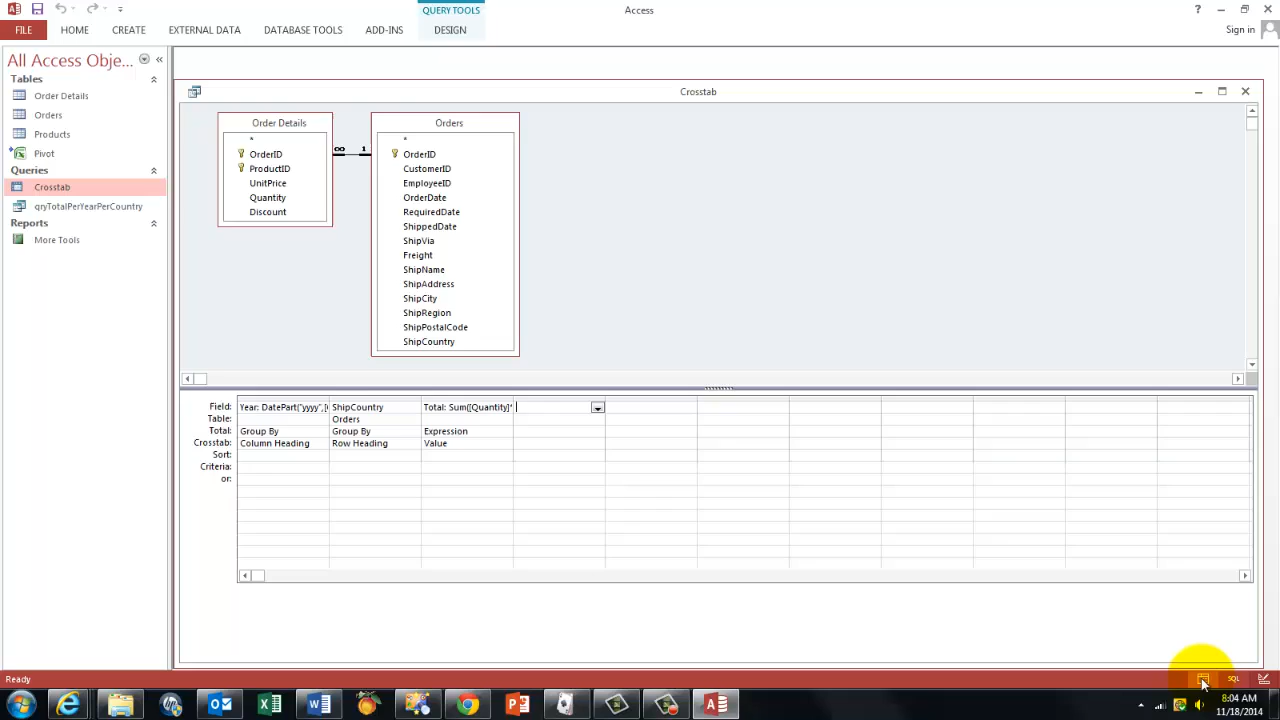 QUERY TOOLS
Access
?
Sign in
FILE
HOME
CREATE
EXTERNAL DATA
DATABASE TOOLS
ADD-INS
DESIGN
All Access Obje...
Tables
Order Details
Orders
Products
Pivot
Queries
Crosstab
qryTotalPerYearPerCountry
Reports
More Tools
Crosstab
Order Details
*
OrderID
ProductID
UnitPrice
Quantity
Discount
∞ 1
Orders
*
OrderID
CustomerID
EmployeeID
OrderDate
RequiredDate
ShippedDate
ShipVia
Freight
ShipName
ShipAddress
ShipCity
ShipRegion
ShipPostalCode
ShipCountry
Field: Year: DatePart("yyyy",[ ShipCountry Total: Sum([Quantity]*
Table: Orders
Total: Group By Group By Expression
Crosstab: Column Heading Row Heading Value
Sort:
Criteria:
or:
Ready
SQL
8:04 AM
11/18/2014